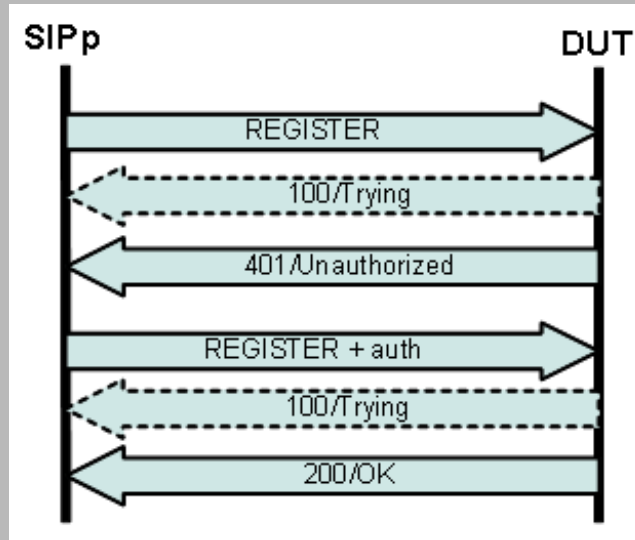 SIPp
DUT
REGISTER
100/Trying
401/Unauthorized
REGISTER + auth
100/Trying
200/OK